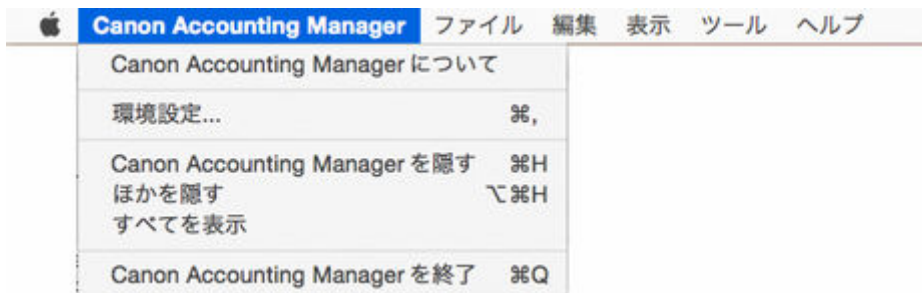 Canon Accounting Manager ファイル 編集 表示 ツール ヘルプ
Canon Accounting Manager について
環境設定... ⌘,
Canon Accounting Manager を隠す ⌘H
ほかを隠す ⌥⌘H
すべてを表示
Canon Accounting Manager を終了 ⌘Q